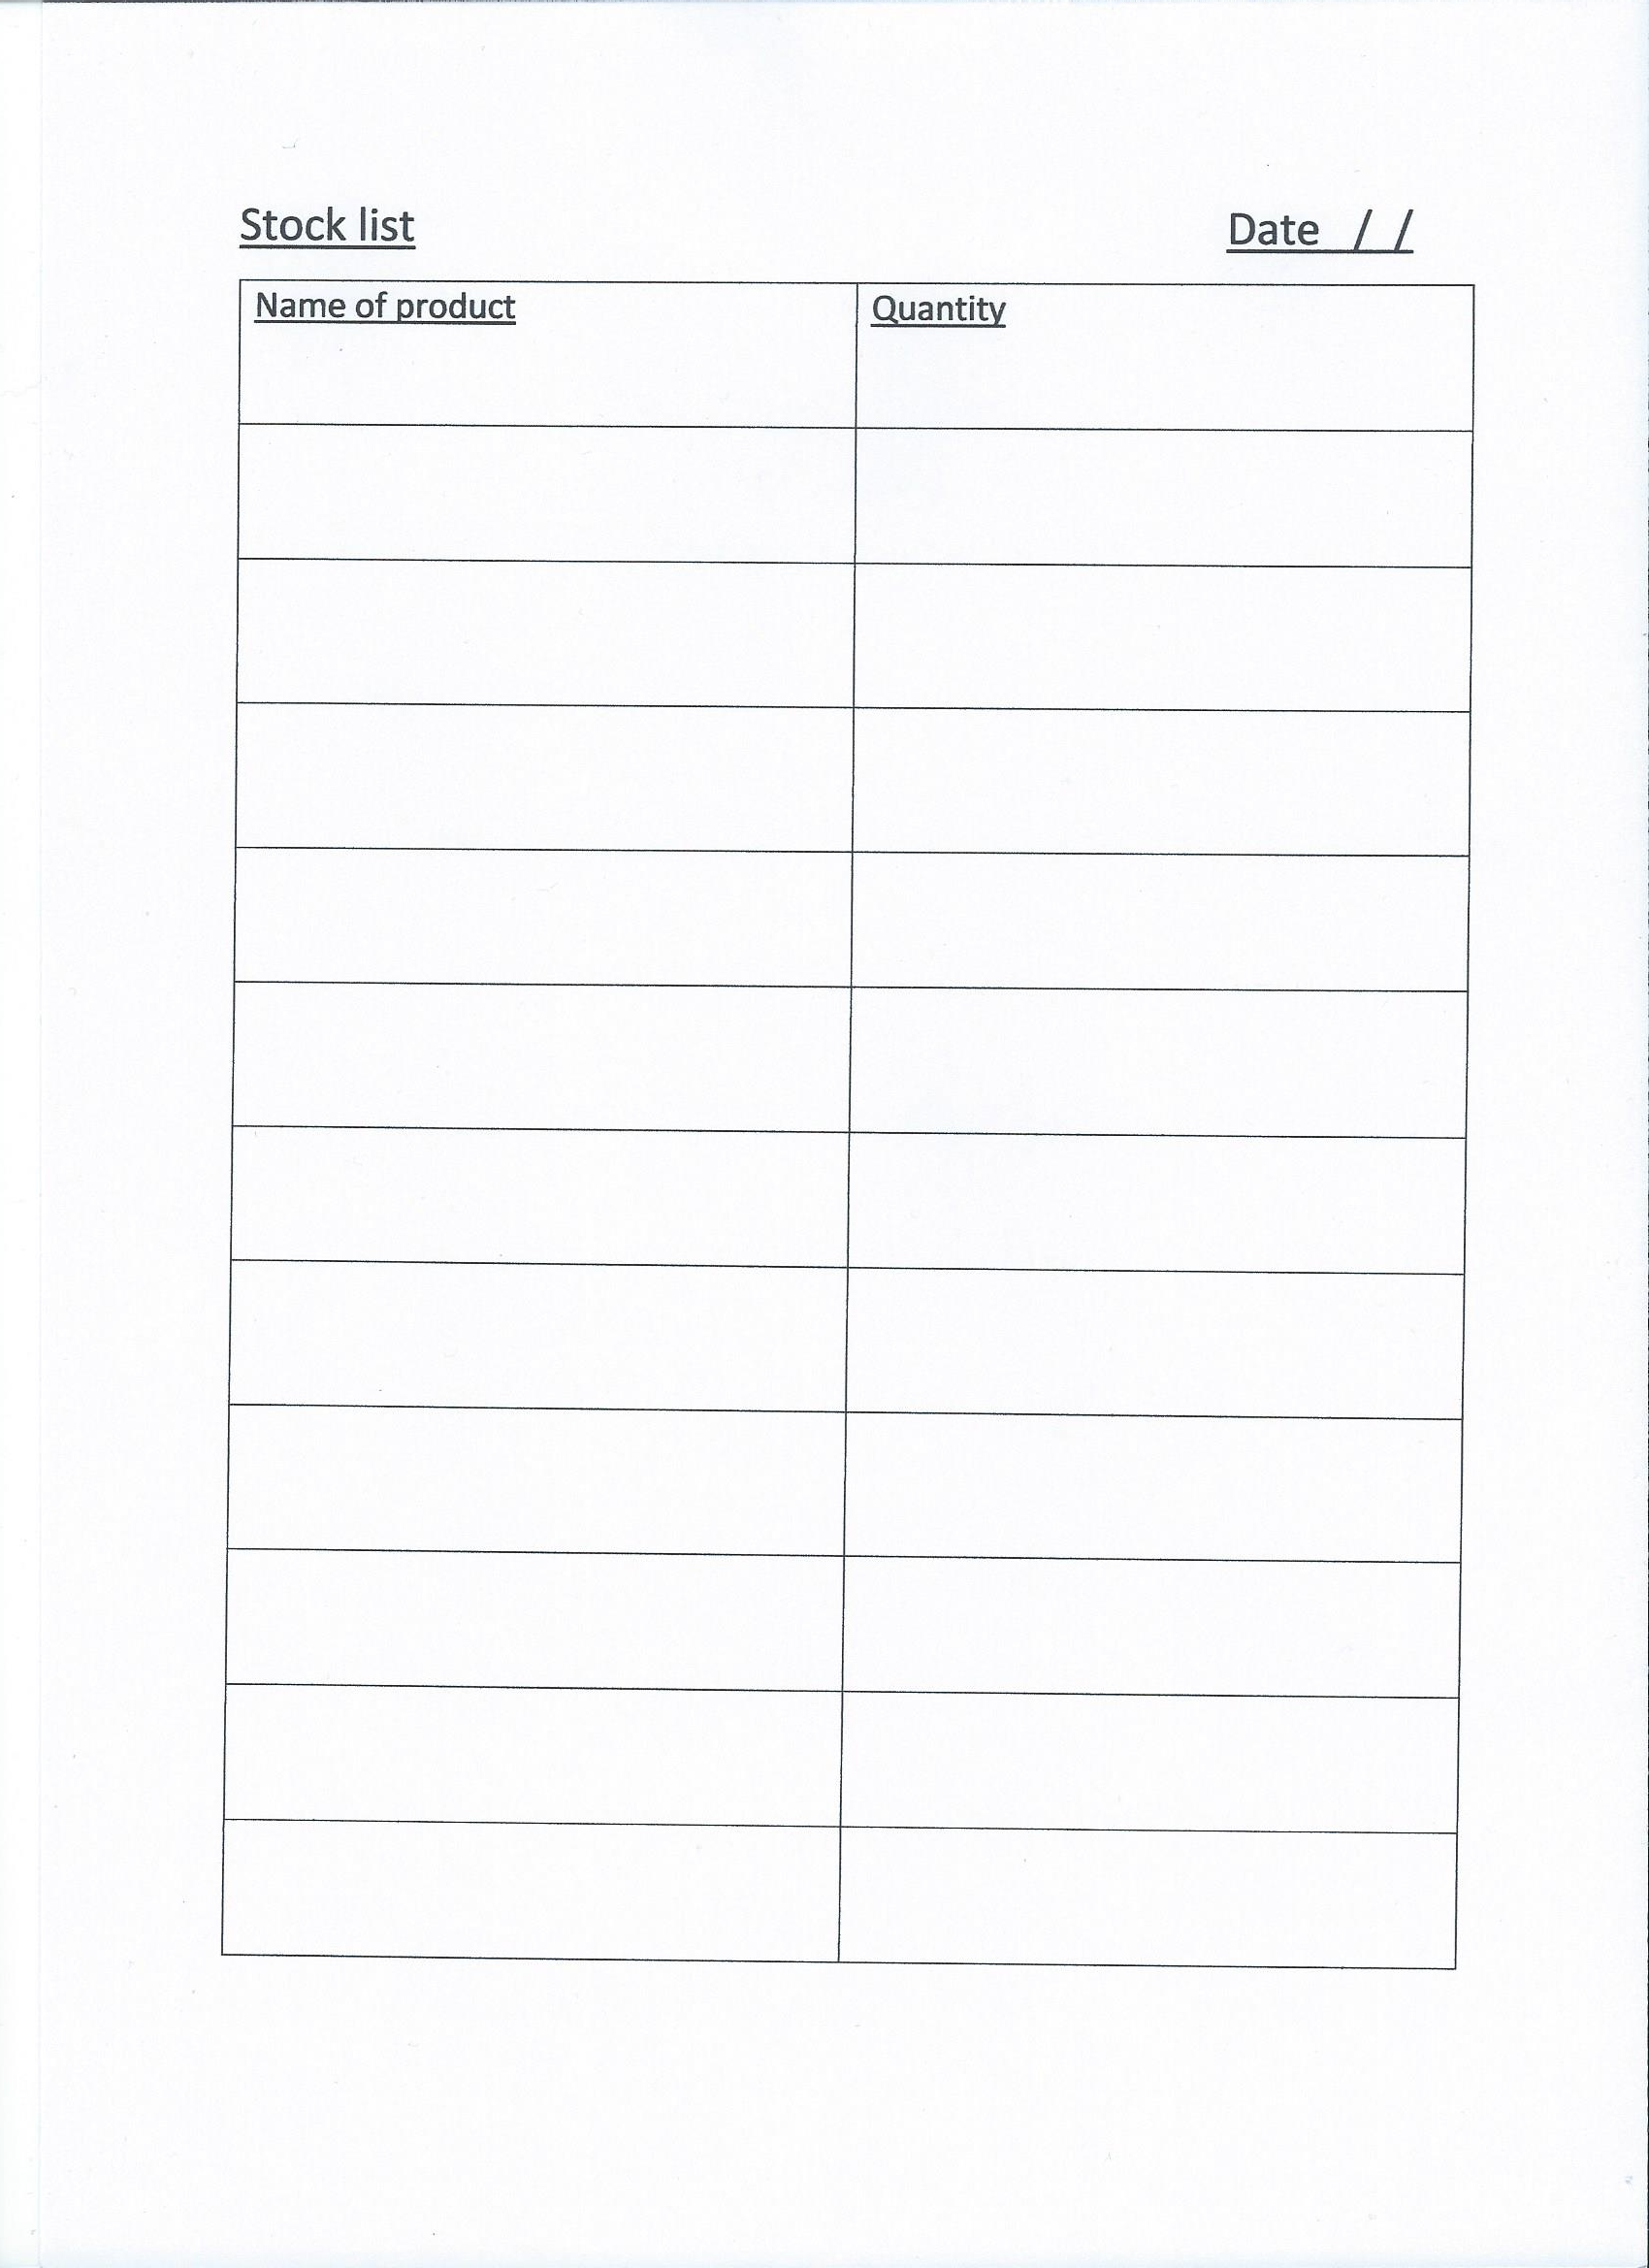 Stock list Date / /
Name of product Quantity